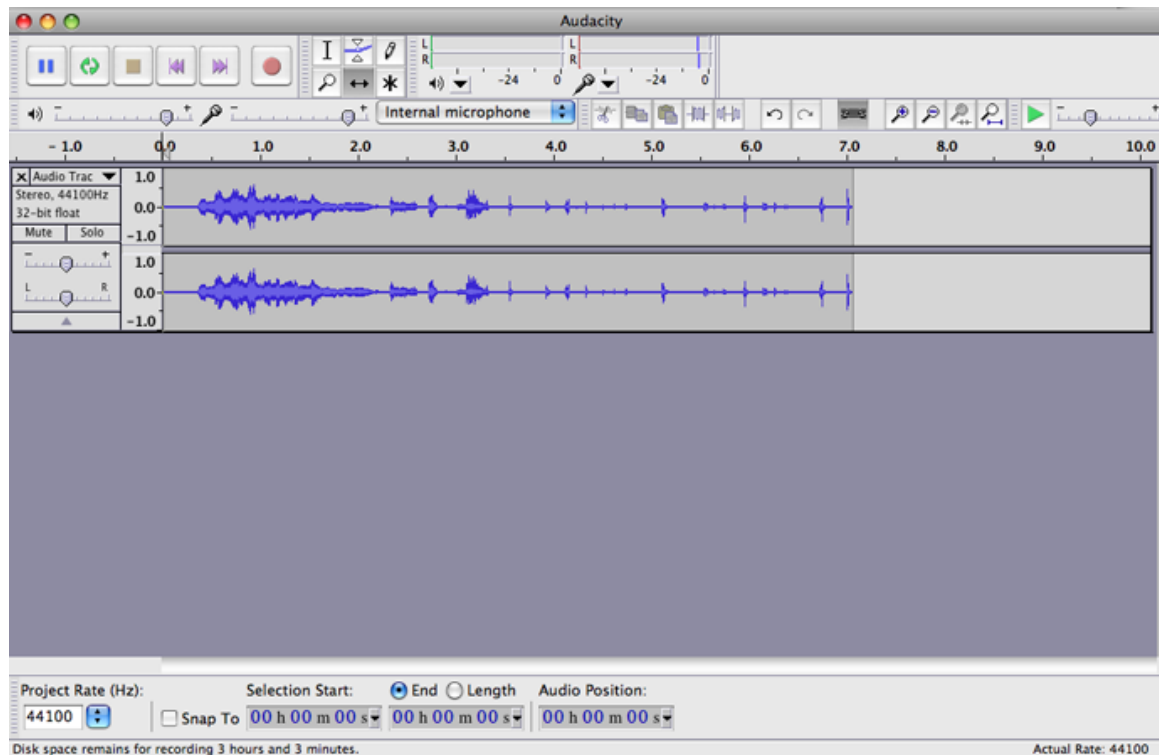 Audacity
L
R
-24 0
L
R
-24 0
Internal microphone
- 1.0 0.0 1.0 2.0 3.0 4.0 5.0 6.0 7.0 8.0 9.0 10.0
X Audio Trac
Stereo, 44100Hz
32-bit float
Mute Solo
- +
L R
1.0
0.0
-1.0
1.0
0.0
-1.0
Project Rate (Hz): Selection Start: End Length Audio Position:
44100 Snap To 00 h 00 m 00 s 00 h 00 m 00 s 00 h 00 m 00 s
Disk space remains for recording 3 hours and 3 minutes. Actual Rate: 44100